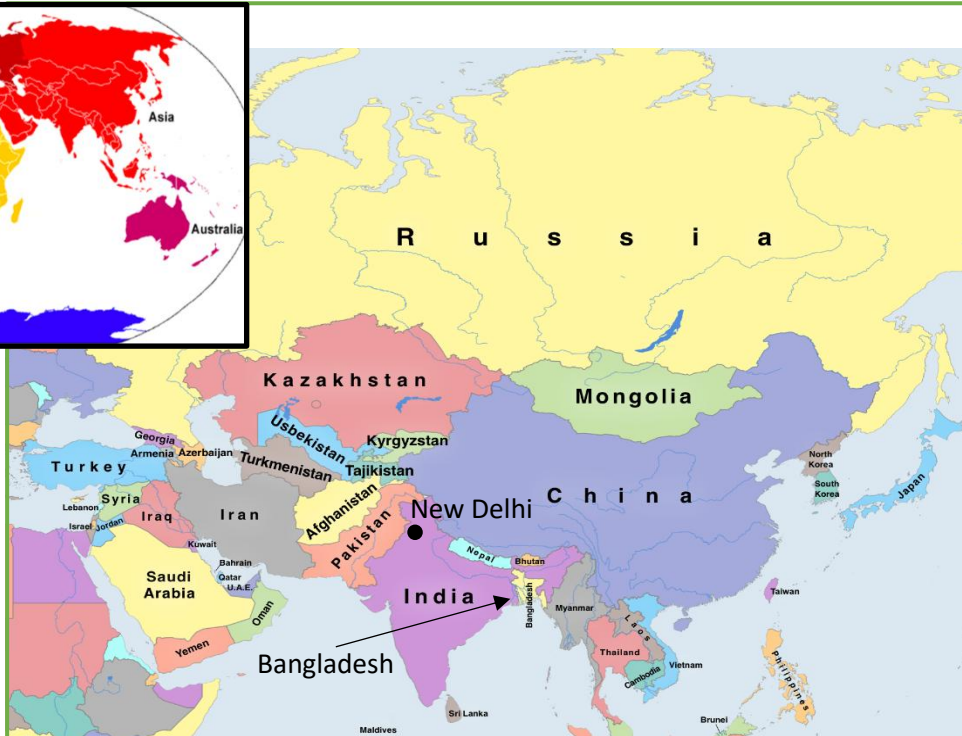 Asia
Australia
R u s s i a
Kazakhstan
Mongolia
Georgia
Usbekistan
Kyrgyzstan
Armenia
Azerbaijan
Turkmenistan
Tajikistan
North
Korea
Turkey
South
Korea
Japan
Syria
Afghanistan
China
Lebanon
Iraq
Iran
Pakistan
New Delhi
Israel
Jordan
Kuwait
Nepal
Bhutan
Bahrain
Qatar
U.A.E.
Saudi
Arabia
India
Bangladesh
Myanmar
Taiwan
Oman
Laos
Yemen
Thailand
Bangladesh
Vietnam
Cambodia
Philippines
Sri Lanka
Brunei
Maldives